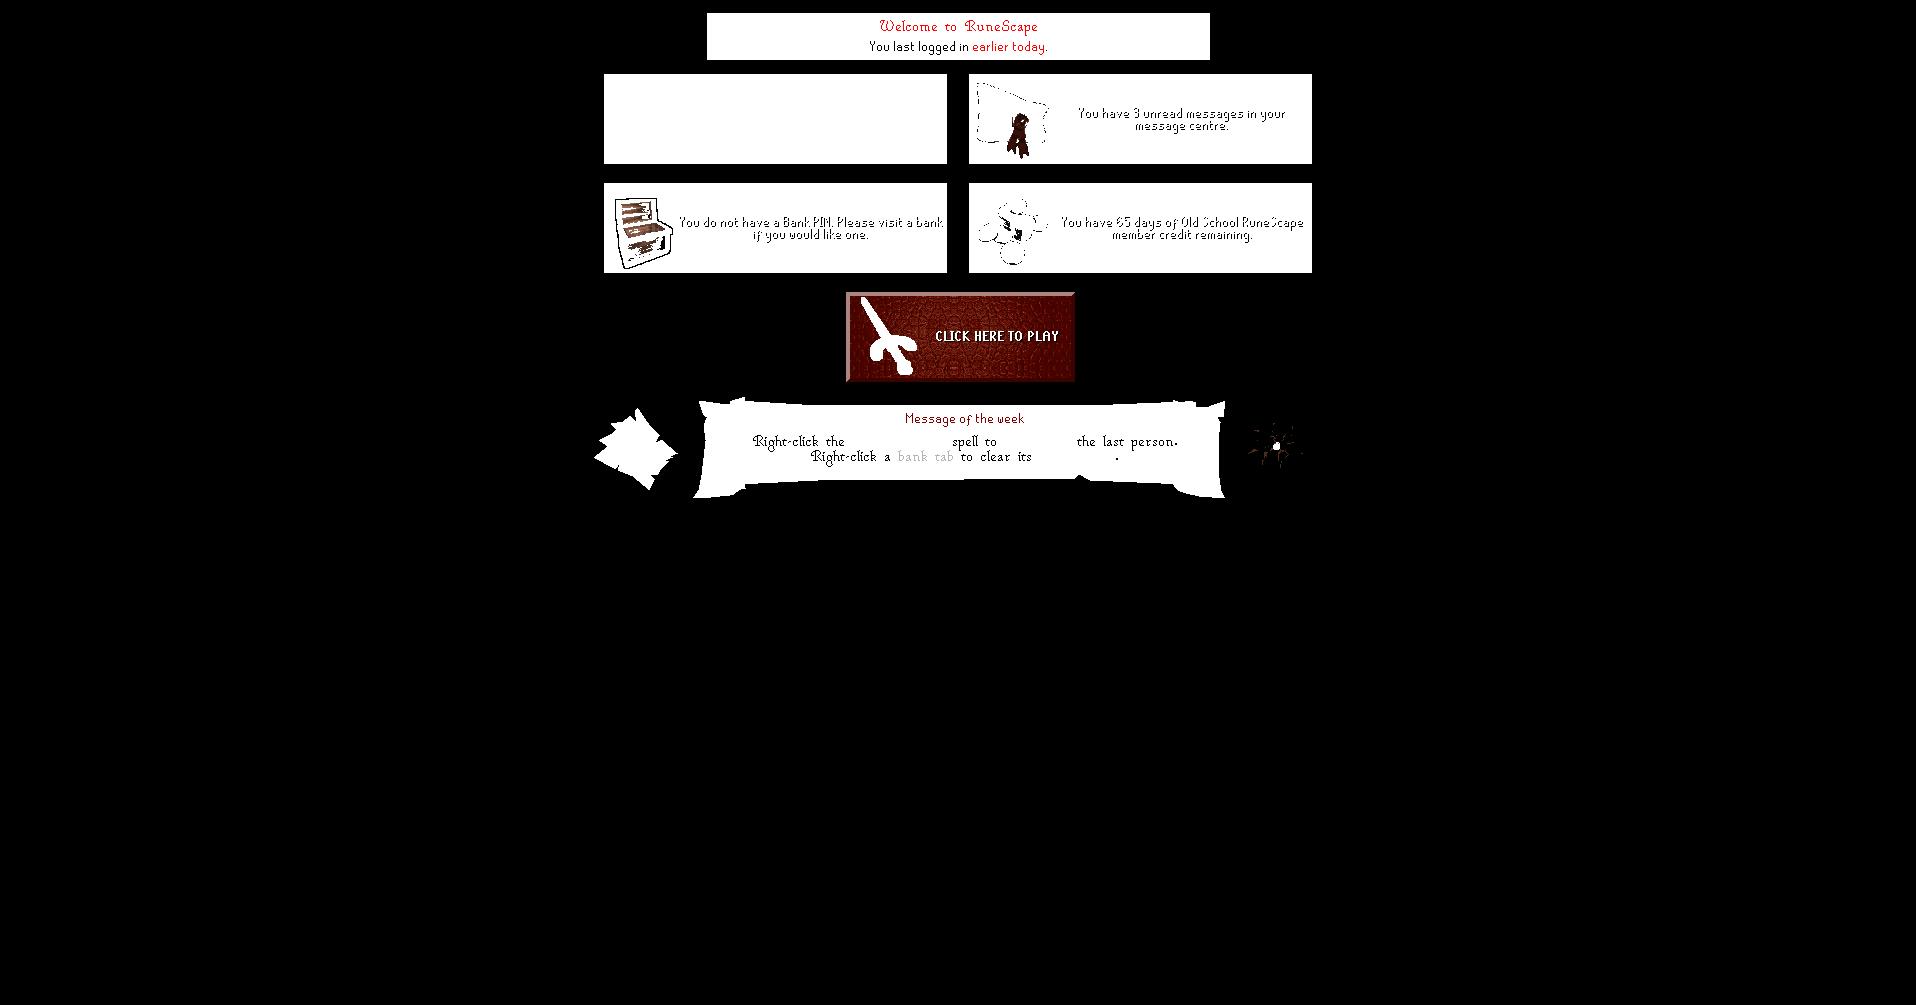 Welcome to RuneScape
You last logged in earlier today.
You have 3 unread messages in your
message centre.
You do not have a Bank PIN. Please visit a bank
if you would like one.
You have 65 days of Old School RuneScape
member credit remaining.
CLICK HERE TO PLAY
Message of the week
Right-click the spell to the last person.
Right-click a bank tab to clear its .